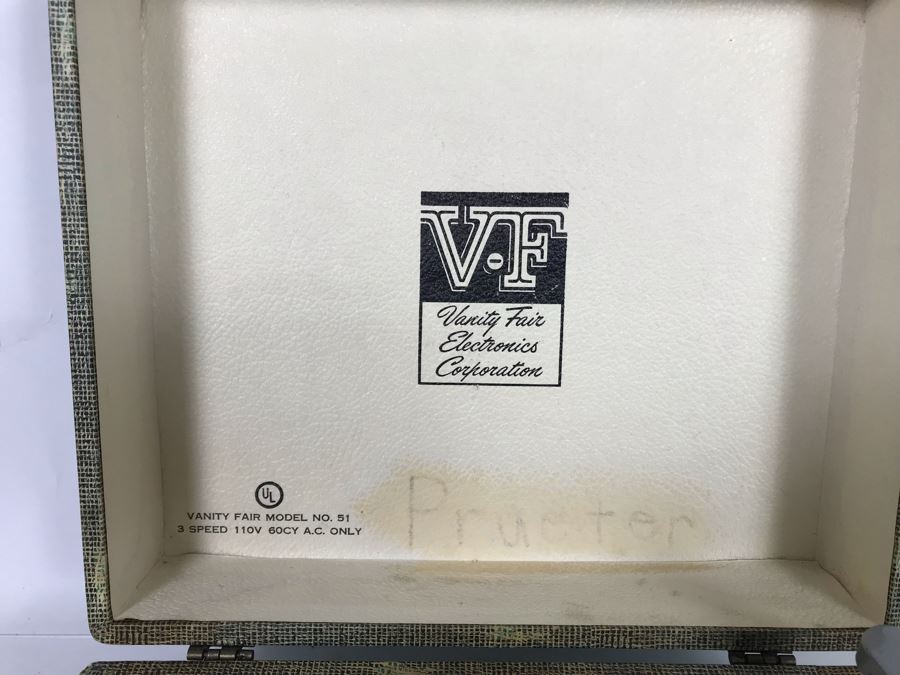 V·F
Vanity Fair
Electronics
Corporation
UL
VANITY FAIR MODEL NO. 51
3 SPEED 110V 60CY A.C. ONLY
Prueter